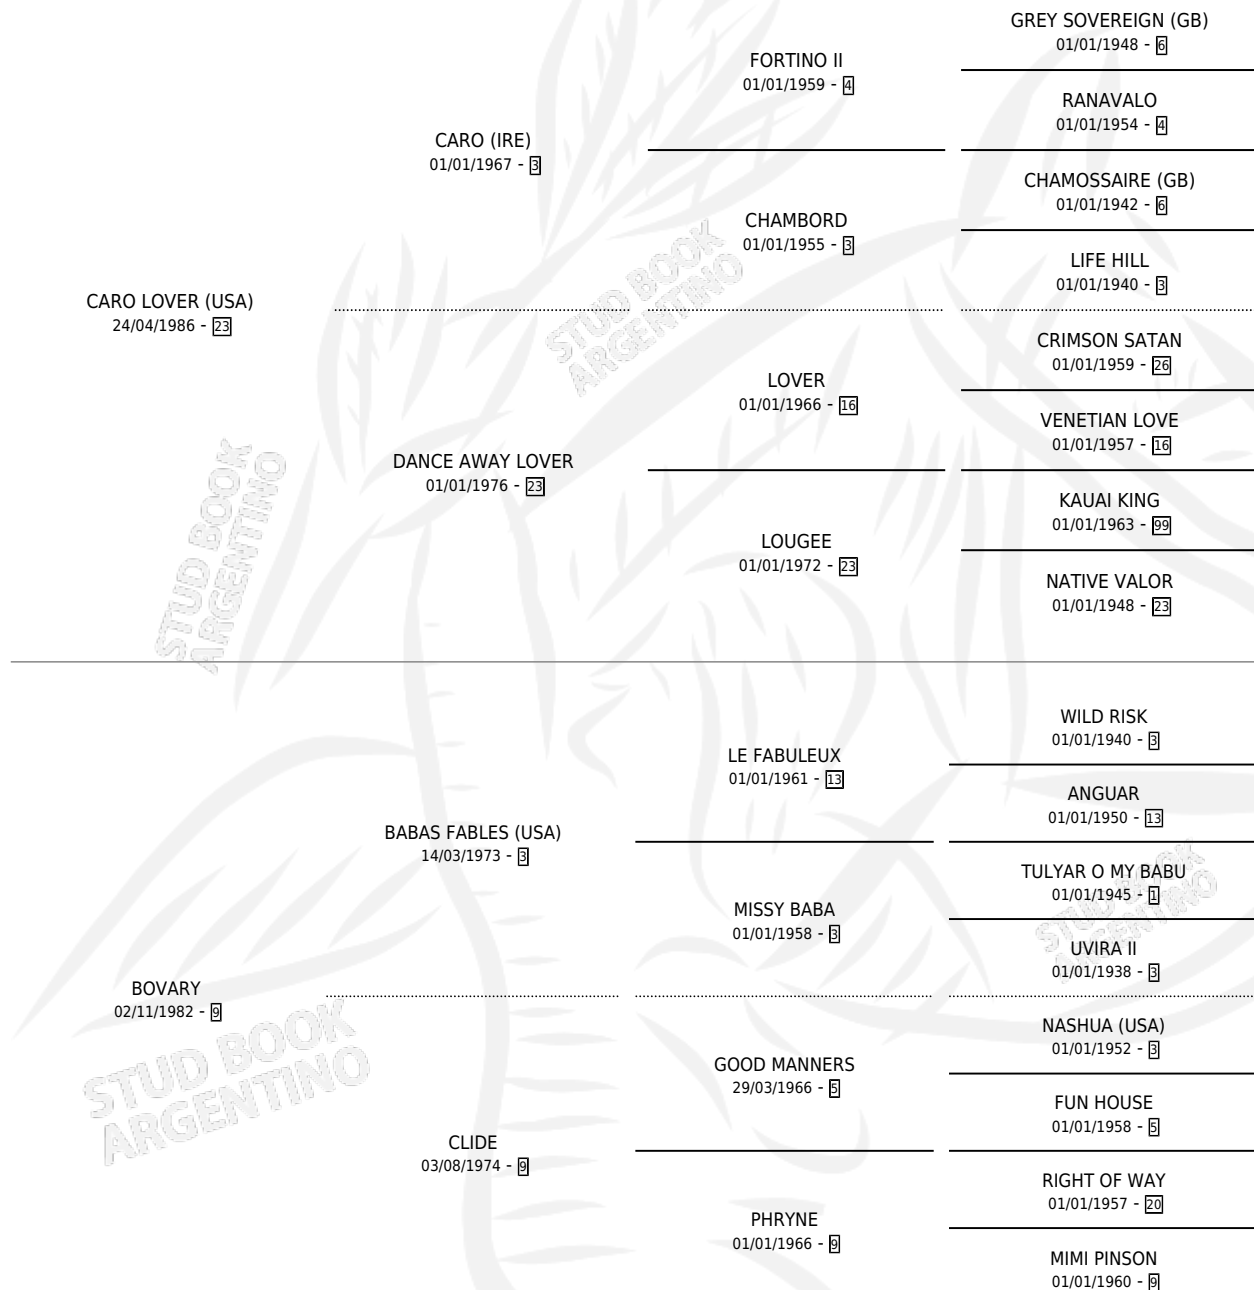 GREY SOVEREIGN (GB)
01/01/1948 - 6
FORTINO II
01/01/1959 - 4
RANAVALO
01/01/1954 - 4
CARO (IRE)
01/01/1967 - 3
CHAMOSSAIRE (GB)
01/01/1942 - 6
CHAMBORD
01/01/1955 - 3
LIFE HILL
01/01/1940 - 3
CARO LOVER (USA)
24/04/1986 - 23
CRIMSON SATAN
01/01/1959 - 26
LOVER
01/01/1966 - 16
VENETIAN LOVE
01/01/1957 - 16
DANCE AWAY LOVER
01/01/1976 - 23
KAUAI KING
01/01/1963 - 99
LOUGEE
01/01/1972 - 23
NATIVE VALOR
01/01/1948 - 23
WILD RISK
01/01/1940 - 3
LE FABULEUX
01/01/1961 - 13
ANGUAR
01/01/1950 - 13
BABAS FABLES (USA)
14/03/1973 - 3
TULYAR O MY BABU
01/01/1945 - 1
MISSY BABA
01/01/1958 - 3
UVIRA II
01/01/1938 - 3
BOVARY
02/11/1982 - 9
NASHUA (USA)
01/01/1952 - 3
GOOD MANNERS
29/03/1966 - 5
FUN HOUSE
01/01/1958 - 5
CLIDE
03/08/1974 - 9
RIGHT OF WAY
01/01/1957 - 20
PHRYNE
01/01/1966 - 9
MIMI PINSON
01/01/1960 - 9
STUD BOOK
ARGENTINO
STUD BOOK
ARGENTINO
STUD BOOK
ARGENTINO
STUD BOOK
ARGENTINO